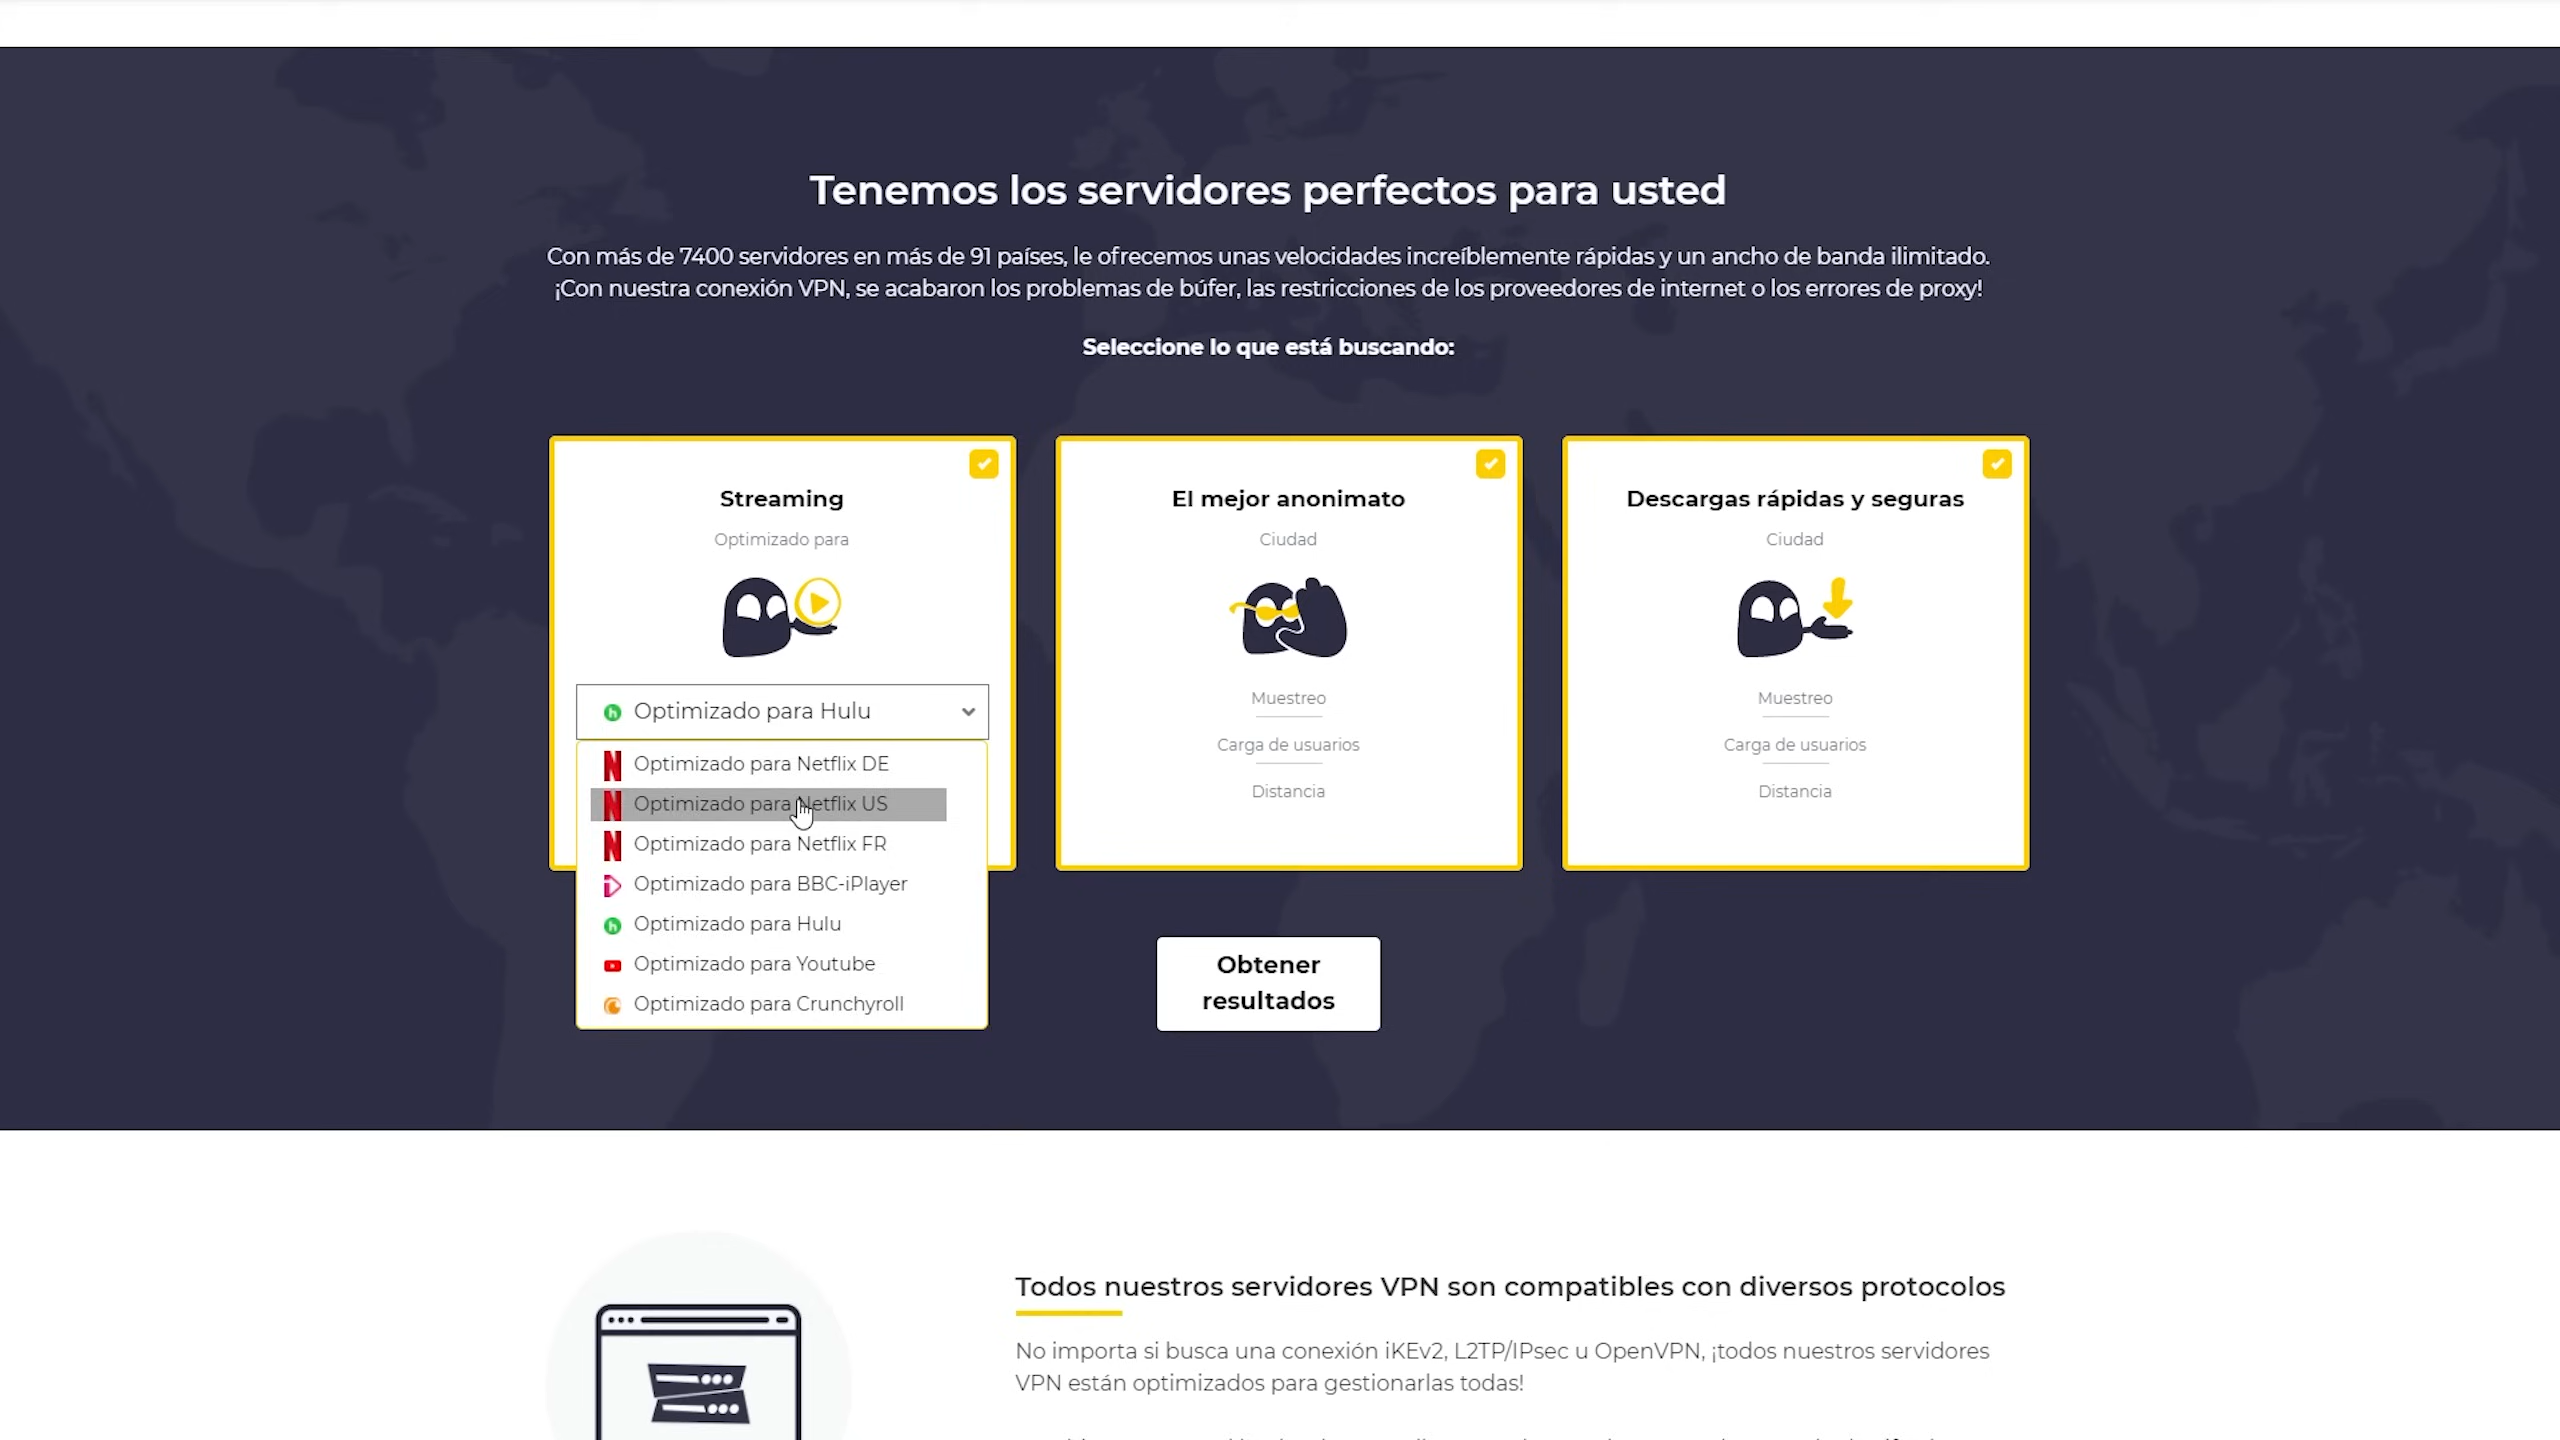 Tenemos los servidores perfectos para usted
Con más de 7400 servidores en más de 91 países, le ofrecemos unas velocidades increíblemente rápidas y un ancho de banda ilimitado.
¡Con nuestra conexión VPN, se acabaron los problemas de búfer, las restricciones de los proveedores de internet o los errores de proxy!
Seleccione lo que está buscando:
Streaming
Optimizado para
Optimizado para Hulu
Optimizado para Netflix DE
Optimizado para Netflix US
Optimizado para Netflix FR
Optimizado para BBC-iPlayer
Optimizado para Hulu
Optimizado para Youtube
Optimizado para Crunchyroll
El mejor anonimato
Ciudad
Muestreo
Carga de usuarios
Distancia
Descargas rápidas y seguras
Ciudad
Muestreo
Carga de usuarios
Distancia
Obtener
resultados
Todos nuestros servidores VPN son compatibles con diversos protocolos
No importa si busca una conexión iKEv2, L2TP/IPsec u OpenVPN, ¡todos nuestros servidores
VPN están optimizados para gestionarlas todas!